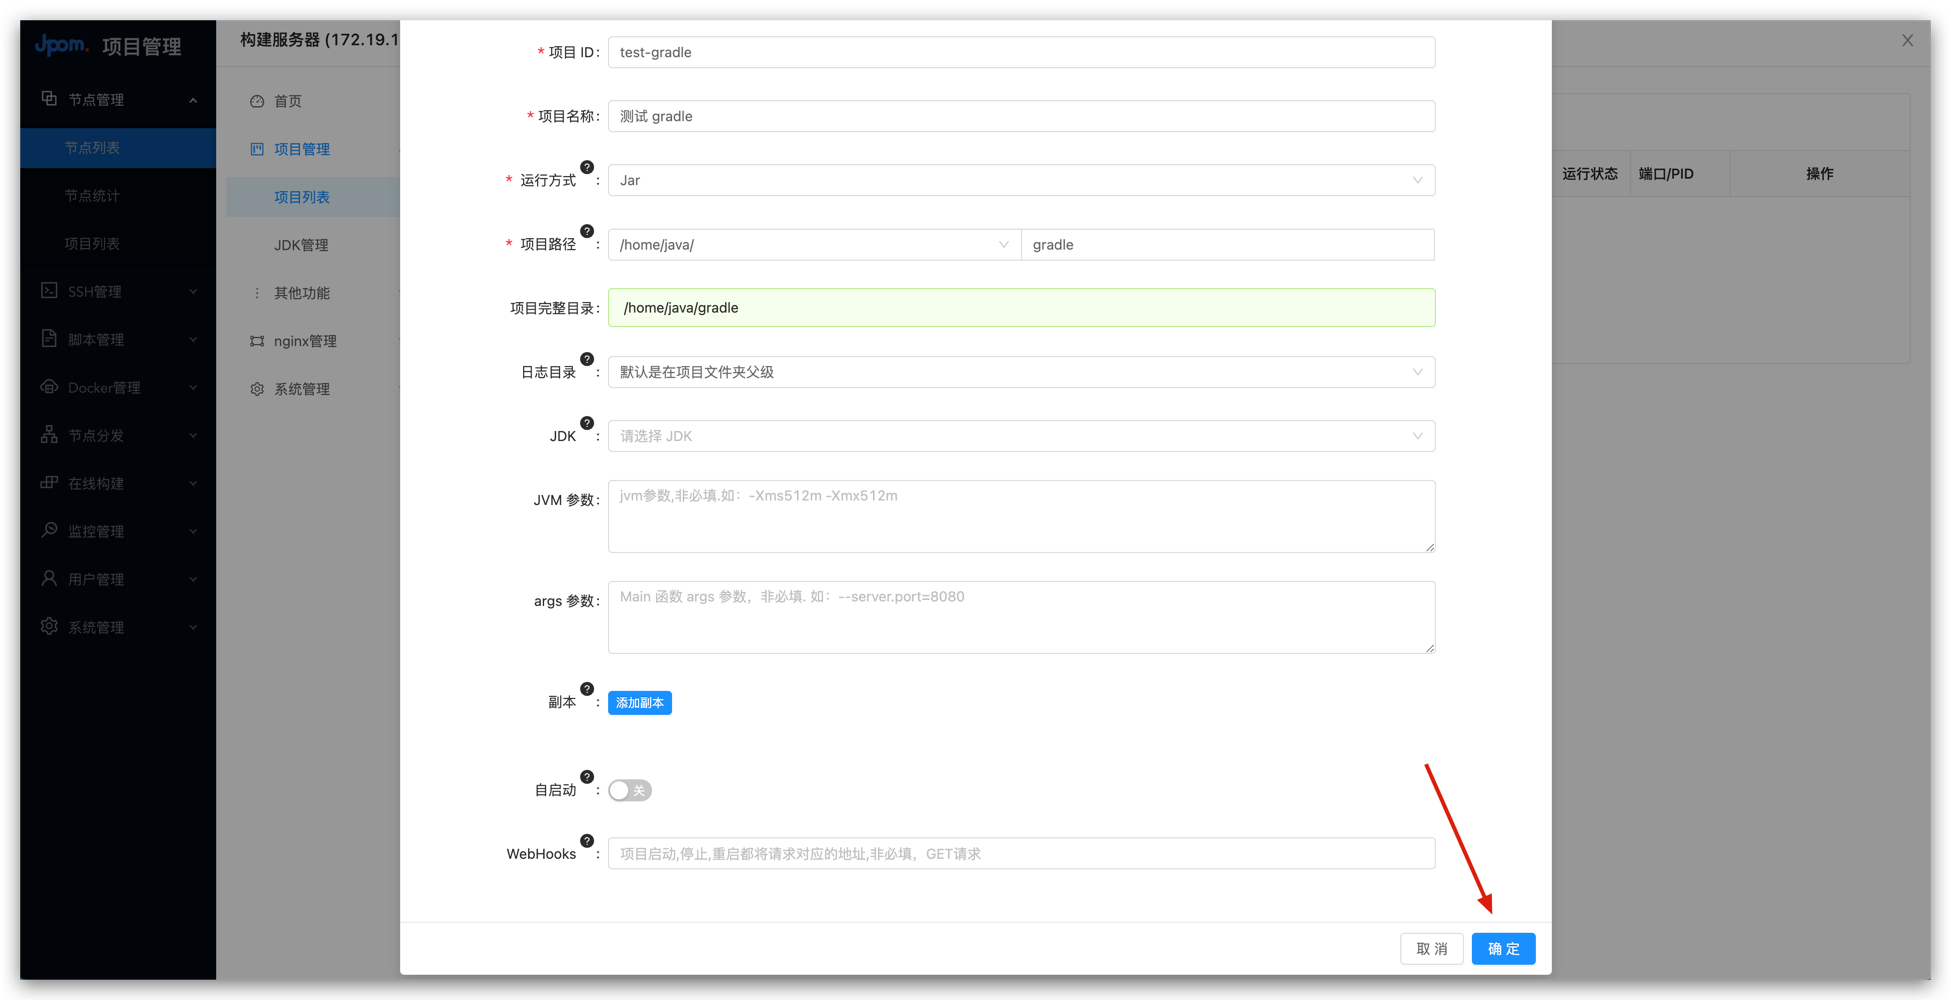 Jpom. 项目管理
节点管理
节点列表
节点统计
项目列表
SSH管理
脚本管理
Docker管理
节点分发
在线构建
监控管理
用户管理
系统管理
构建服务器 (172.19.1
首页
项目管理
项目列表
JDK管理
其他功能
nginx管理
系统管理
* 项目 ID: test-gradle
* 项目名称: 测试 gradle
* 运行方式 ? : Jar
* 项目路径 ? : /home/java/ gradle
项目完整目录: /home/java/gradle
日志目录 ? : 默认是在项目文件夹父级
JDK ? : 请选择 JDK
JVM 参数: jvm参数,非必填.如：-Xms512m -Xmx512m
args 参数: Main 函数 args 参数，非必填. 如：--server.port=8080
副本 ? : 添加副本
自启动 ? : 关
WebHooks ? : 项目启动,停止,重启都将请求对应的地址,非必填，GET请求
取 消 确 定
运行状态 端口/PID 操作